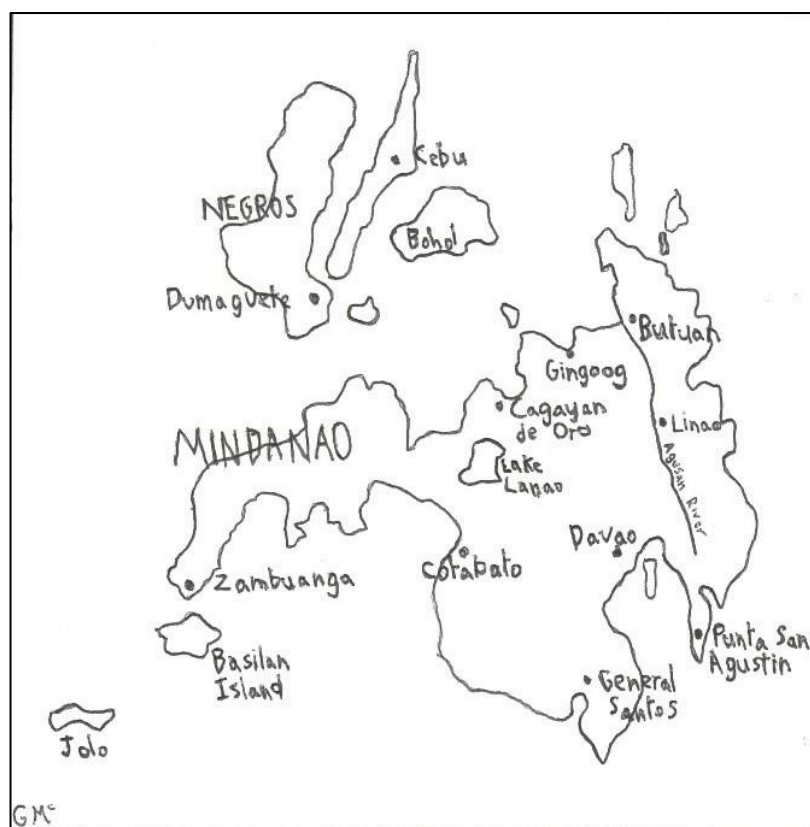 Cebu
NEGROS
Bohol
Dumaguete
Butuan
Gingoog
Cagayan
de Oro
MINDANAO
Linao
Lake
Lanao
Agusan River
Davao
Cotabato
Zambuanga
Punta San
Agustin
Basilan
Island
General
Santos
Jolo
GMc